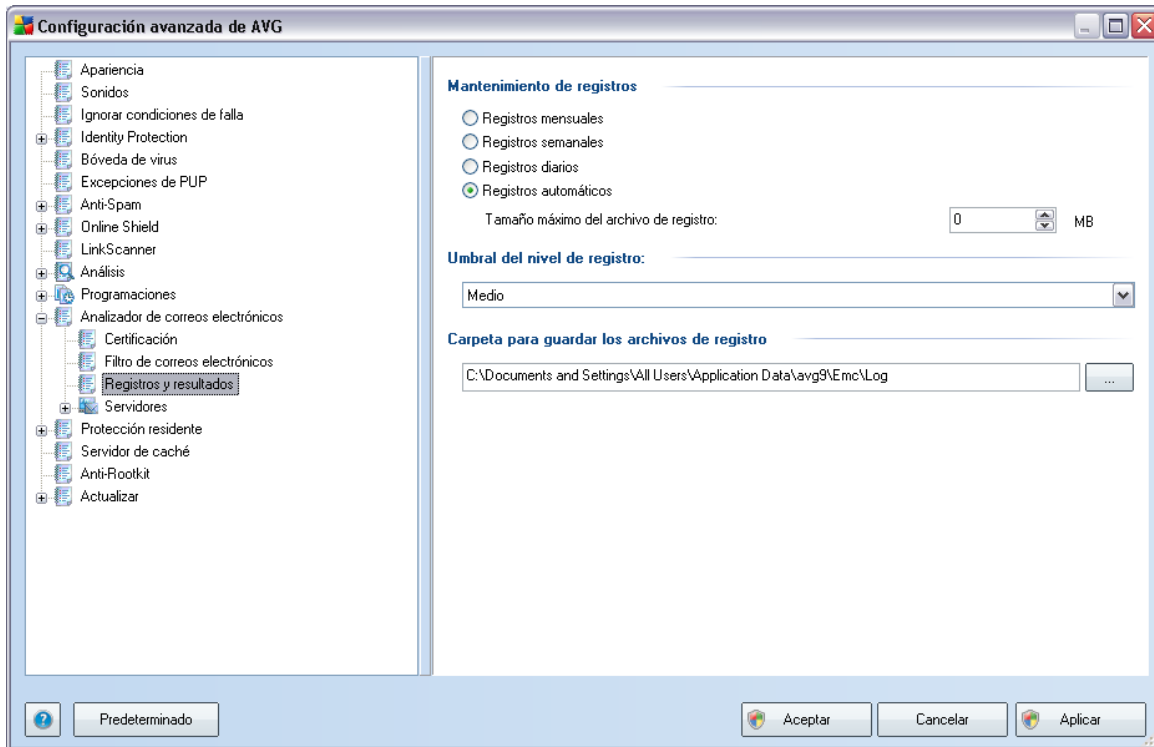 Configuración avanzada de AVG
Apariencia
Sonidos
Ignorar condiciones de falla
Identity Protection
Bóveda de virus
Excepciones de PUP
Anti-Spam
Online Shield
LinkScanner
Análisis
Programaciones
Analizador de correos electrónicos
Certificación
Filtro de correos electrónicos
Registros y resultados
Servidores
Protección residente
Servidor de caché
Anti-Rootkit
Actualizar
Mantenimiento de registros
Registros mensuales
Registros semanales
Registros diarios
Registros automáticos
Tamaño máximo del archivo de registro: 0 MB
Umbral del nivel de registro:
Medio
Carpeta para guardar los archivos de registro
C:\Documents and Settings\All Users\Application Data\avg9\Emc\Log ...
? Predeterminado Aceptar Cancelar Aplicar